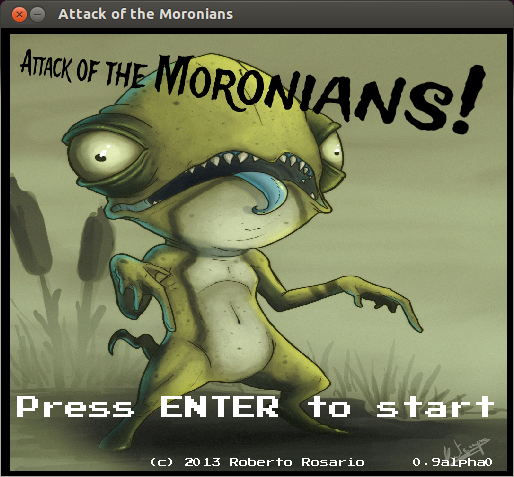 Attack of the Moronians
ATTACK OF THE MORONIANS!
Press ENTER to start
(c) 2013 Roberto Rosario 0.9alpha0